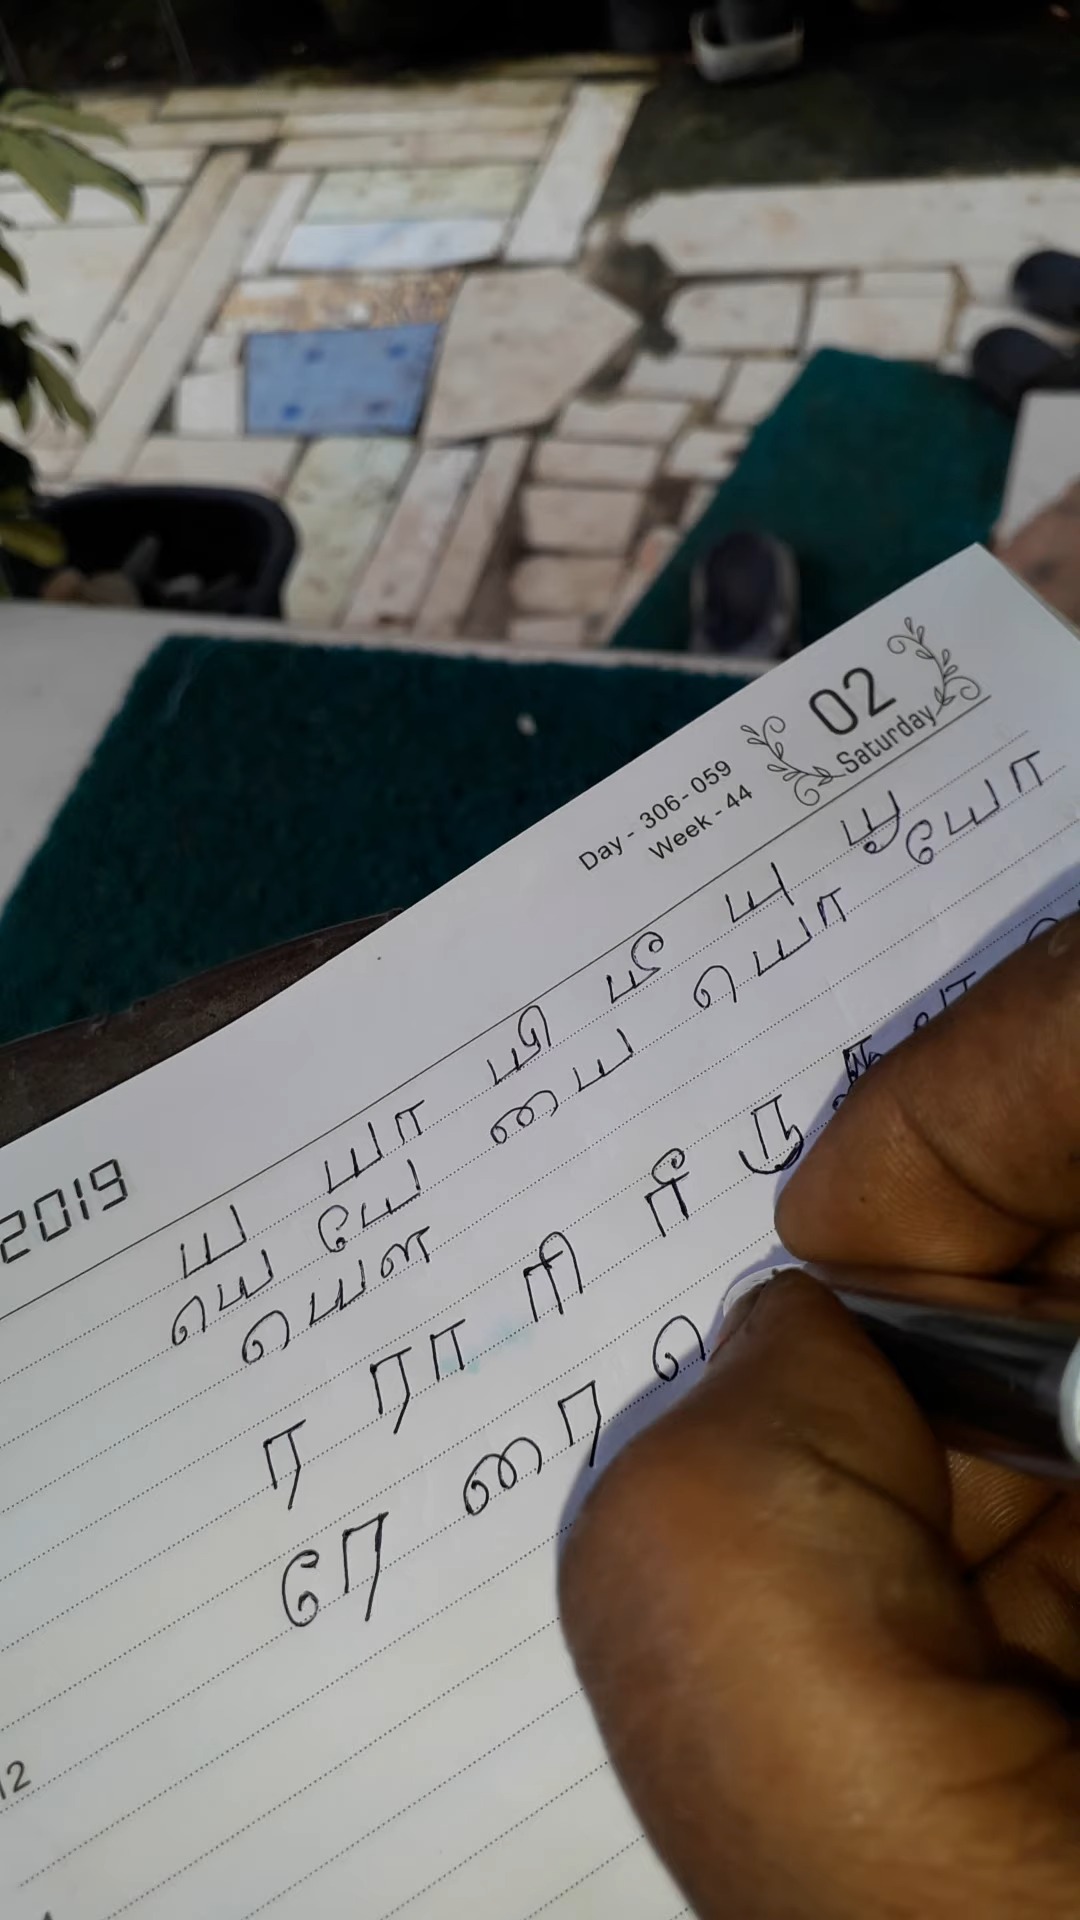 02
Saturday
Day - 306-059
Week - 44
2019
ய யா யி யீ யு யூ
யெ யே யை யொ யோ
யௌ
ர ரா ரி ரீ ரு
ரே ரை
12